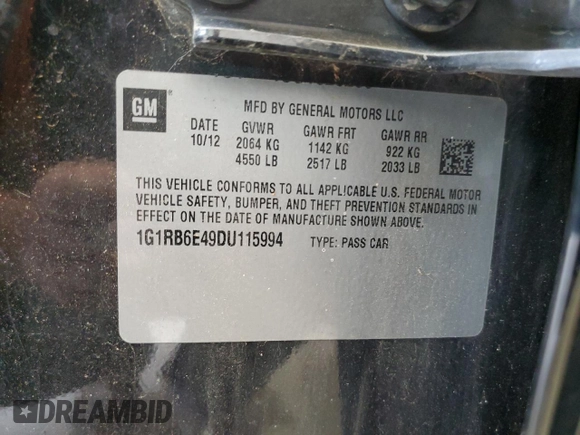 GM
®
MFD BY GENERAL MOTORS LLC
DATE GVWR GAWR FRT GAWR RR
10/12 2064 KG 1142 KG 922 KG
4550 LB 2517 LB 2033 LB
THIS VEHICLE CONFORMS TO ALL APPLICABLE U.S. FEDERAL MOTOR
VEHICLE SAFETY, BUMPER, AND THEFT PREVENTION STANDARDS IN
EFFECT ON THE DATE OF MANUFACTURE SHOWN ABOVE.
1G1RB6E49DU115994 TYPE: PASS CAR
DREAMBID